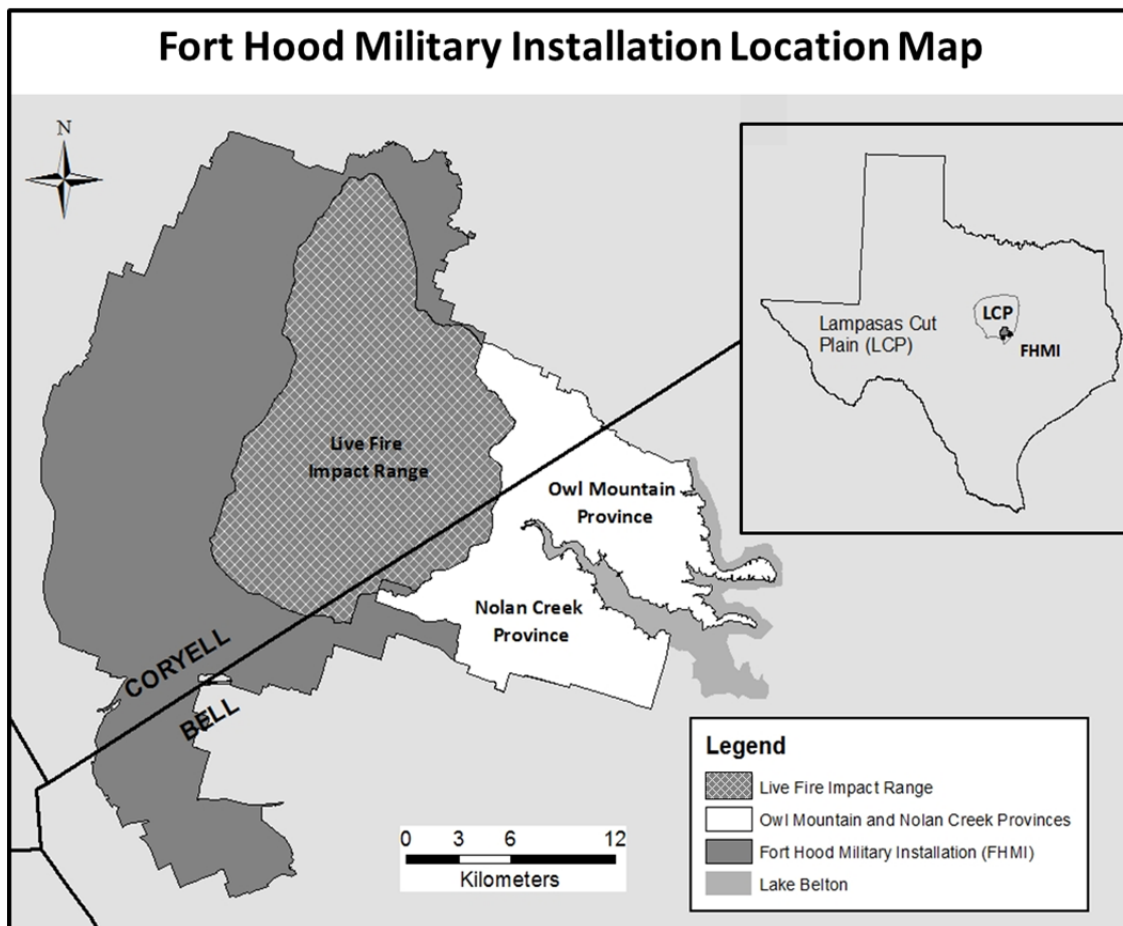 Fort Hood Military Installation Location Map
N
LCP
Lampasas Cut
Plain (LCP)
FHMI
Live Fire
Impact Range
Owl Mountain
Province
Nolan Creek
Province
CORYELL
BELL
Legend
Live Fire Impact Range
Owl Mountain and Nolan Creek Provinces
Fort Hood Military Installation (FHMI)
Lake Belton
0 3 6 12
Kilometers